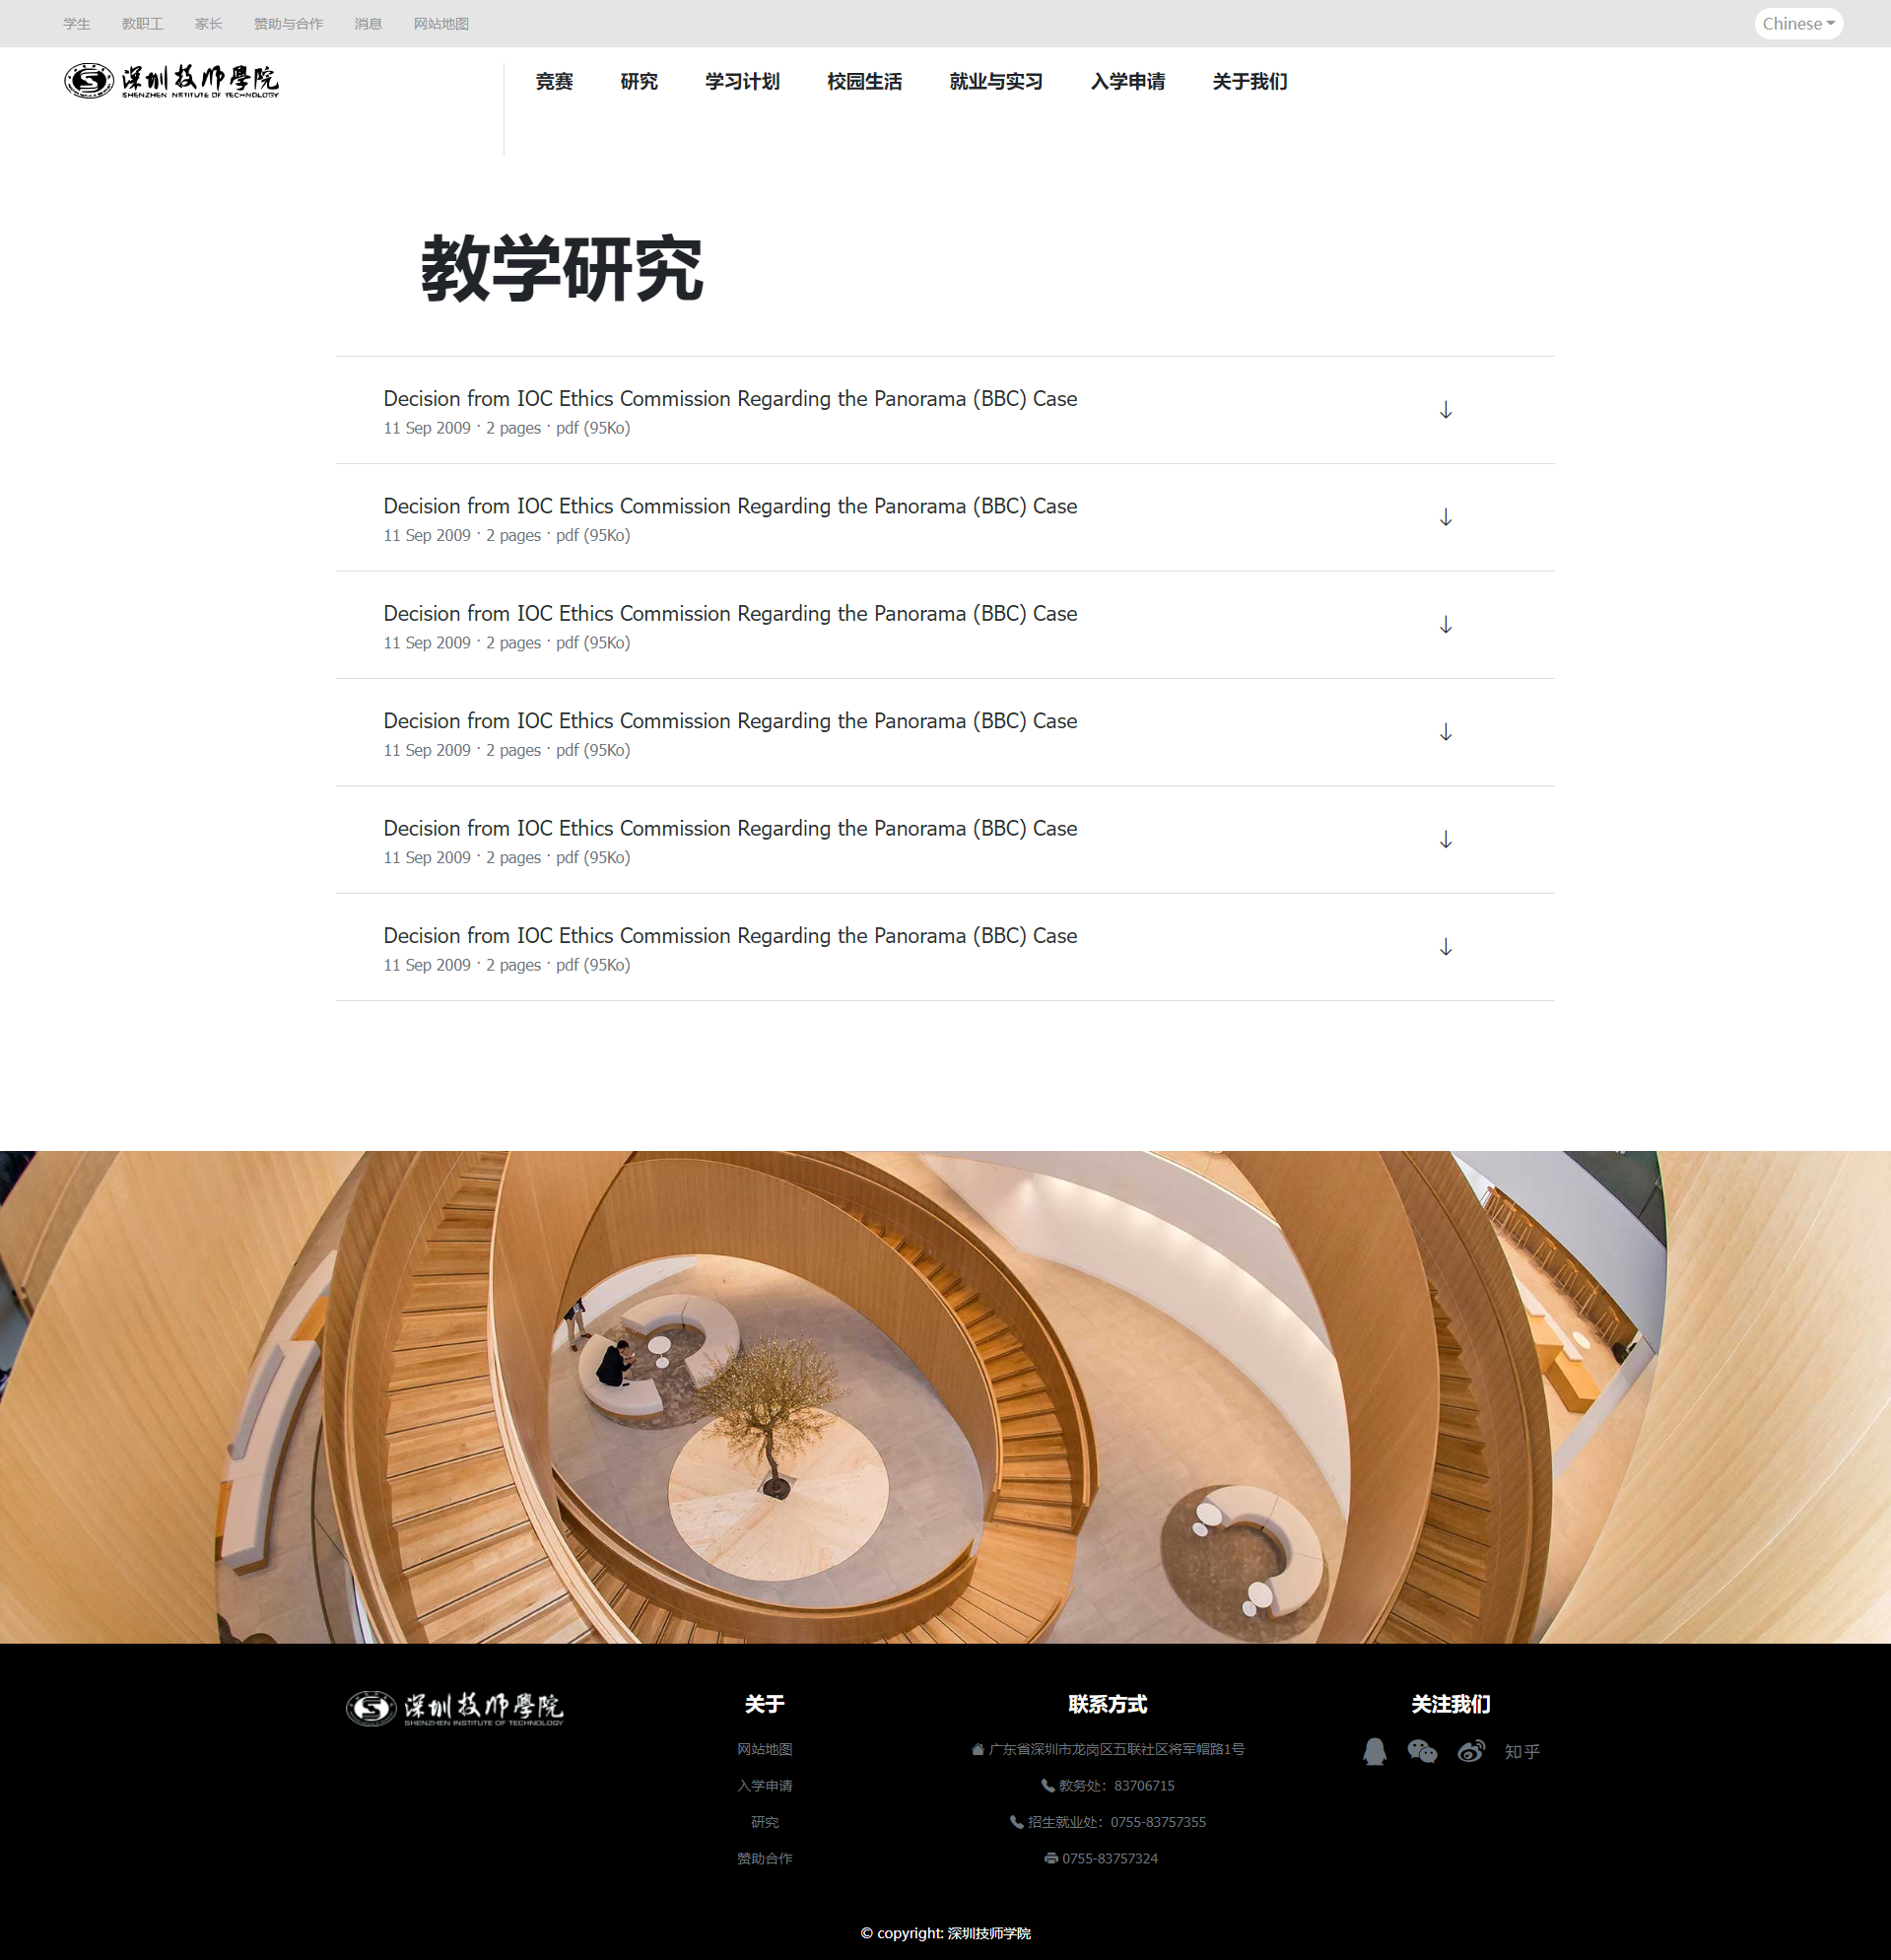 学生 教职工 家长 赞助与合作 消息 网站地图 Chinese
深圳技师學院
SHENZHEN INSTITUTE OF TECHNOLOGY
竞赛 研究 学习计划 校园生活 就业与实习 入学申请 关于我们
教学研究
Decision from IOC Ethics Commission Regarding the Panorama (BBC) Case
11 Sep 2009 · 2 pages · pdf (95Ko)
Decision from IOC Ethics Commission Regarding the Panorama (BBC) Case
11 Sep 2009 · 2 pages · pdf (95Ko)
Decision from IOC Ethics Commission Regarding the Panorama (BBC) Case
11 Sep 2009 · 2 pages · pdf (95Ko)
Decision from IOC Ethics Commission Regarding the Panorama (BBC) Case
11 Sep 2009 · 2 pages · pdf (95Ko)
Decision from IOC Ethics Commission Regarding the Panorama (BBC) Case
11 Sep 2009 · 2 pages · pdf (95Ko)
Decision from IOC Ethics Commission Regarding the Panorama (BBC) Case
11 Sep 2009 · 2 pages · pdf (95Ko)
深圳技师學院
SHENZHEN INSTITUTE OF TECHNOLOGY
关于
网站地图
入学申请
研究
赞助合作
联系方式
广东省深圳市龙岗区五联社区将军帽路1号
教务处：83706715
招生就业处：0755-83757355
0755-83757324
关注我们
知乎
© copyright: 深圳技师学院